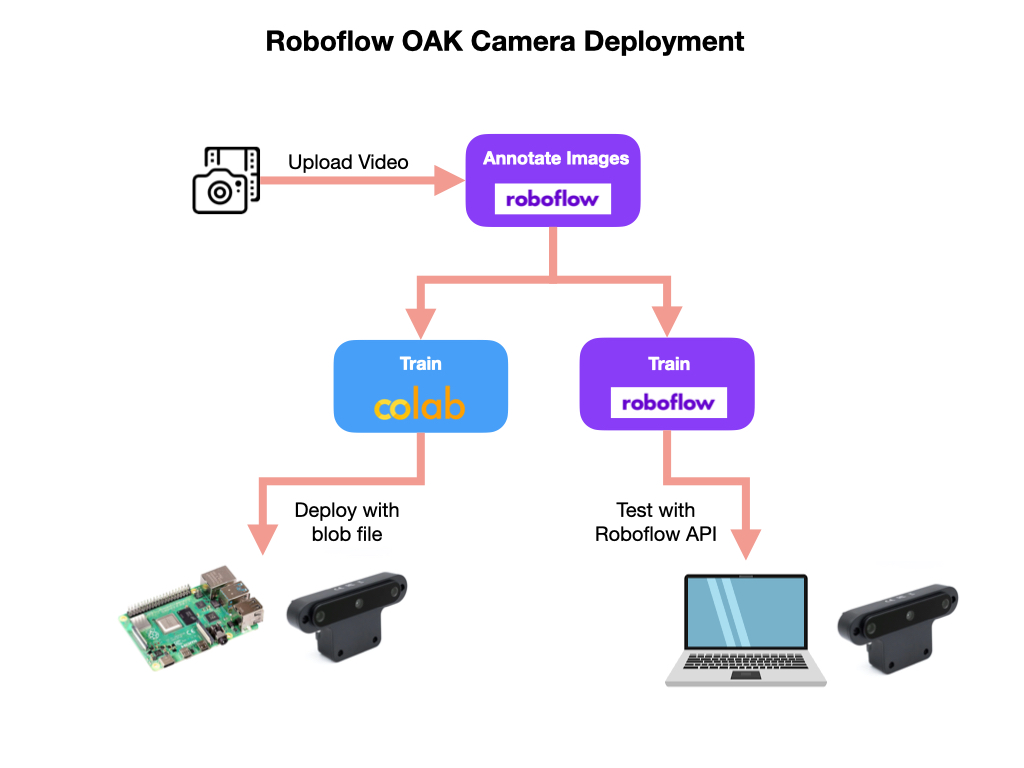 Roboflow OAK Camera Deployment
Upload Video
Annotate Images
roboflow
Train
colab
Train
roboflow
Deploy with
blob file
Test with
Roboflow API